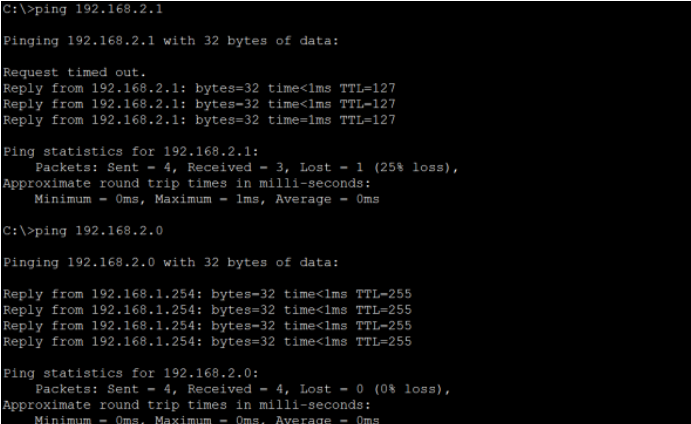 C:\>ping 192.168.2.1
Pinging 192.168.2.1 with 32 bytes of data:
Request timed out.
Reply from 192.168.2.1: bytes=32 time<1ms TTL=127
Reply from 192.168.2.1: bytes=32 time<1ms TTL=127
Reply from 192.168.2.1: bytes=32 time=1ms TTL=127
Ping statistics for 192.168.2.1:
Packets: Sent = 4, Received = 3, Lost = 1 (25% loss),
Approximate round trip times in milli-seconds:
Minimum = 0ms, Maximum = 1ms, Average = 0ms
C:\>ping 192.168.2.0
Pinging 192.168.2.0 with 32 bytes of data:
Reply from 192.168.1.254: bytes=32 time<1ms TTL=255
Reply from 192.168.1.254: bytes=32 time<1ms TTL=255
Reply from 192.168.1.254: bytes=32 time<1ms TTL=255
Reply from 192.168.1.254: bytes=32 time<1ms TTL=255
Ping statistics for 192.168.2.0:
Packets: Sent = 4, Received = 4, Lost = 0 (0% loss),
Approximate round trip times in milli-seconds:
Minimum = 0ms, Maximum = 0ms, Average = 0ms